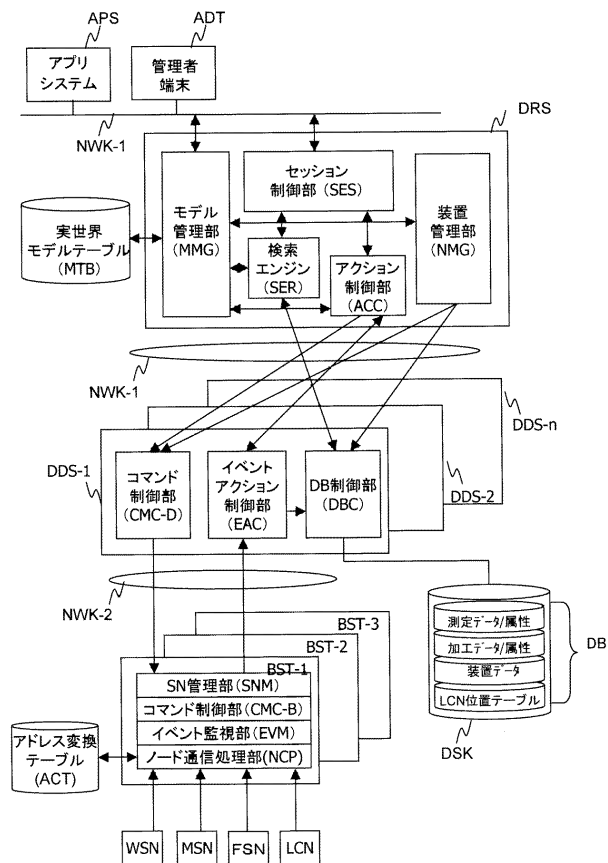 APS
ADT
アプリ
システム
管理者
端末
DRS
NWK-1
セッション
制御部(SES)
モデル
管理部
(MMG)
装置
管理部
(NMG)
実世界
モデルテーブル
(MTB)
検索
エンジン
(SER)
アクション
制御部
(ACC)
NWK-1
DDS-n
DDS-1
コマンド
制御部
(CMC-D)
イベント
アクション
制御部
(EAC)
DB制御部
(DBC)
DDS-2
NWK-2
BST-3
BST-2
BST-1
SN管理部(SNM)
コマンド制御部(CMC-B)
イベント監視部(EVM)
ノード通信処理部(NCP)
アドレス変換
テーブル
(ACT)
測定データ/属性
加工データ/属性
装置データ
LCN位置テーブル
DB
DSK
WSN
MSN
FSN
LCN